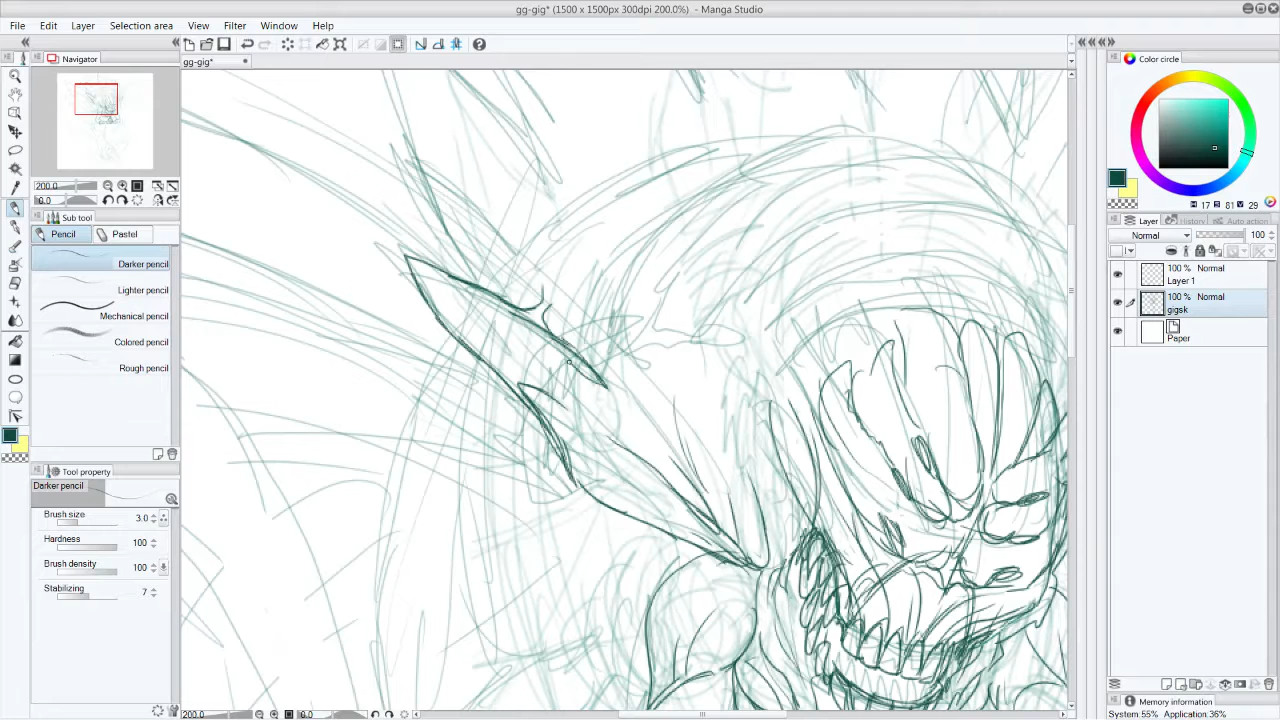 gg-gig* (1500 x 1500px 300dpi 200.0%) - Manga Studio
File Edit Layer Selection area View Filter Window Help
Navigator
gg-gig*
Color circle
200.0
0.0
Sub tool
Pencil Pastel
Darker pencil
Lighter pencil
Mechanical pencil
Colored pencil
Rough pencil
Tool property
Darker pencil
Brush size 3.0
Hardness 100
Brush density 100
Stabilizing 7
200.0 0.0
H 17 S 81 V 29
Layer History Auto action
Normal 100
100 % Normal
Layer 1
100 % Normal
gigsk
Paper
Memory information
System:55% Application:36%